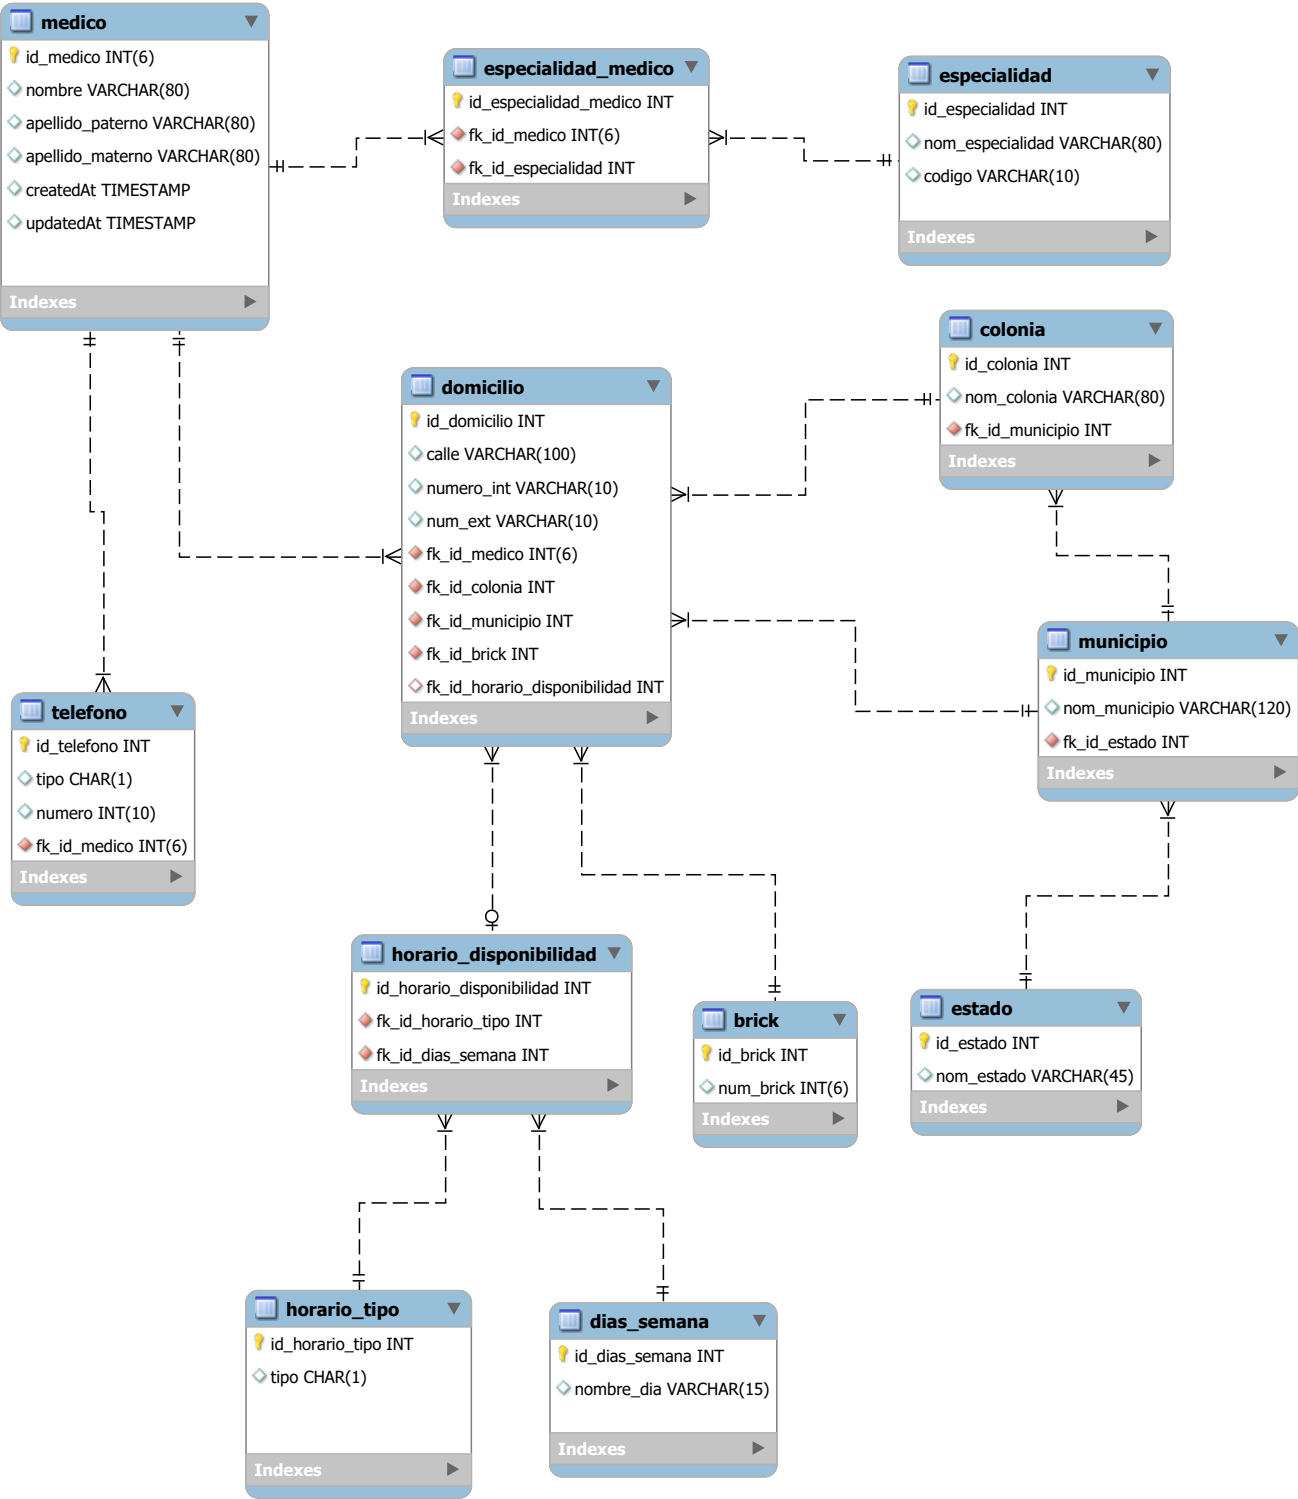 medico
id_medico INT(6)
nombre VARCHAR(80)
apellido_paterno VARCHAR(80)
apellido_materno VARCHAR(80)
createdAt TIMESTAMP
updatedAt TIMESTAMP
Indexes
especialidad_medico
id_especialidad_medico INT
fk_id_medico INT(6)
fk_id_especialidad INT
Indexes
especialidad
id_especialidad INT
nom_especialidad VARCHAR(80)
codigo VARCHAR(10)
Indexes
colonia
id_colonia INT
nom_colonia VARCHAR(80)
fk_id_municipio INT
Indexes
domicilio
id_domicilio INT
calle VARCHAR(100)
numero_int VARCHAR(10)
num_ext VARCHAR(10)
fk_id_medico INT(6)
fk_id_colonia INT
fk_id_municipio INT
fk_id_brick INT
fk_id_horario_disponibilidad INT
Indexes
municipio
id_municipio INT
nom_municipio VARCHAR(120)
fk_id_estado INT
Indexes
telefono
id_telefono INT
tipo CHAR(1)
numero INT(10)
fk_id_medico INT(6)
Indexes
horario_disponibilidad
id_horario_disponibilidad INT
fk_id_horario_tipo INT
fk_id_dias_semana INT
Indexes
brick
id_brick INT
num_brick INT(6)
Indexes
estado
id_estado INT
nom_estado VARCHAR(45)
Indexes
horario_tipo
id_horario_tipo INT
tipo CHAR(1)
Indexes
dias_semana
id_dias_semana INT
nombre_dia VARCHAR(15)
Indexes